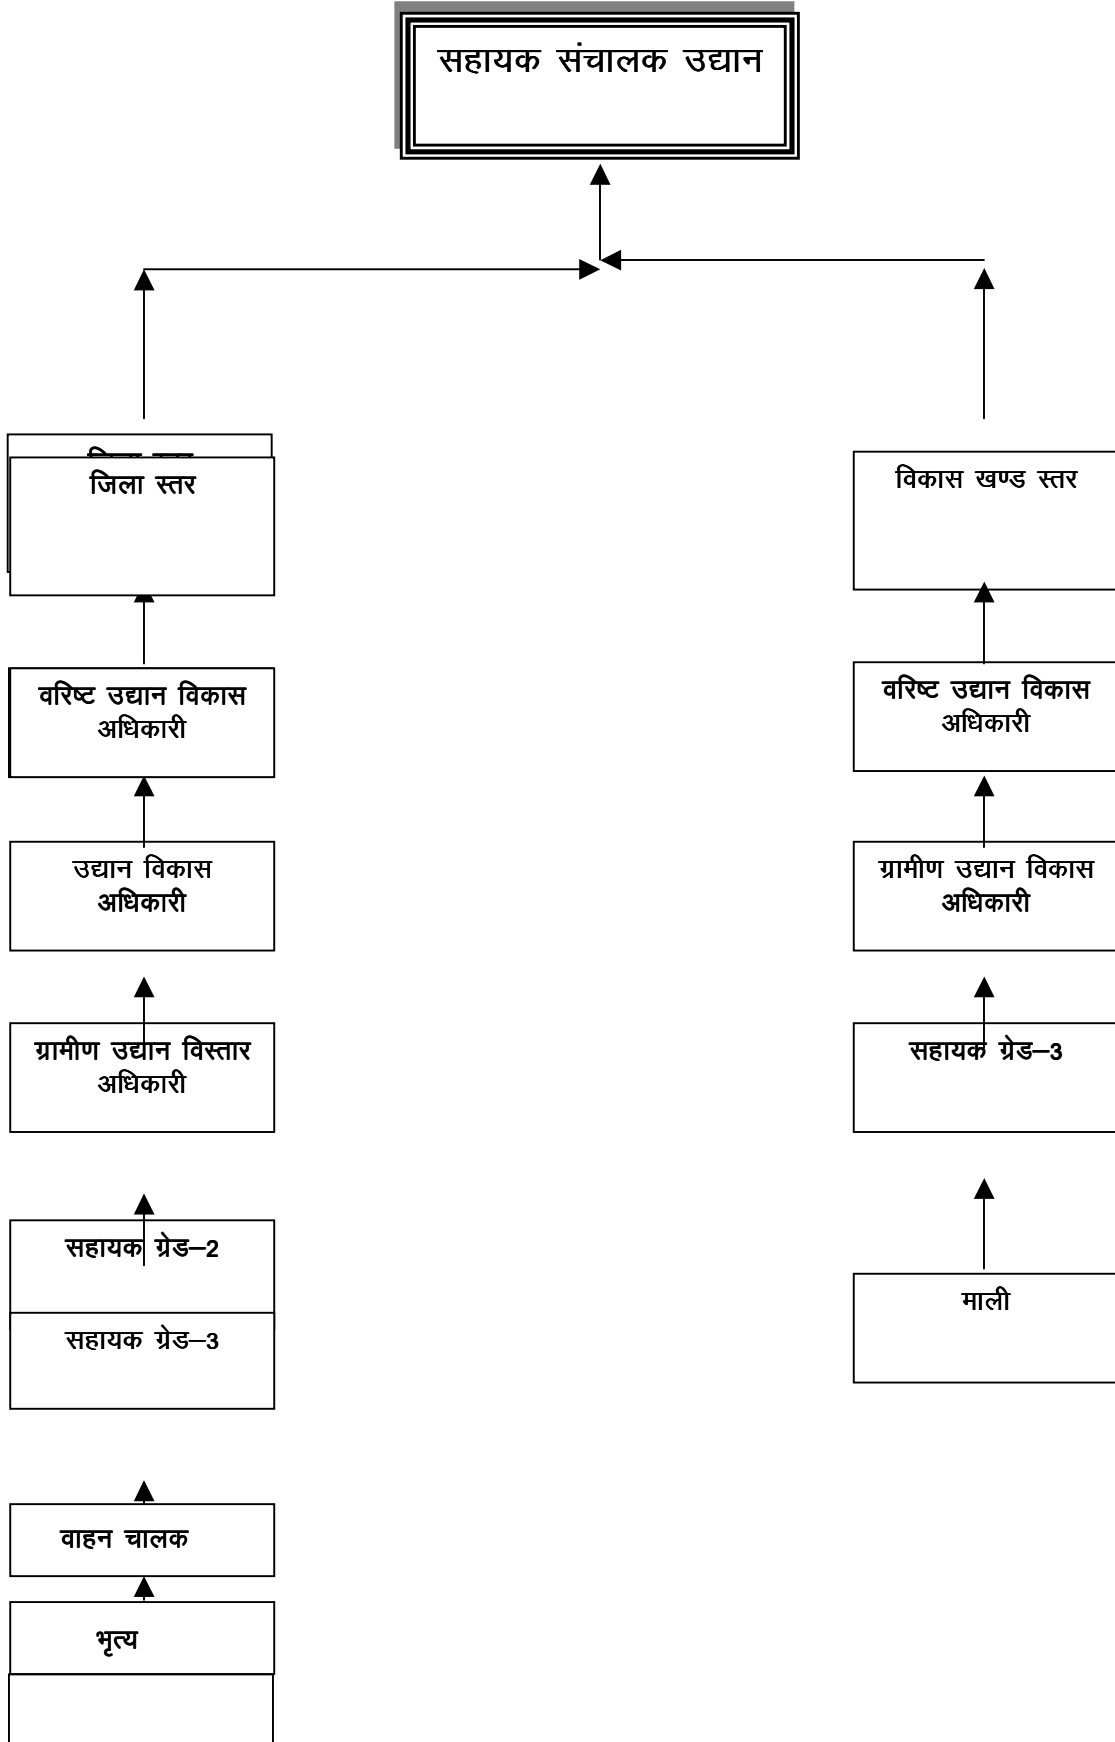 सहायक संचालक उद्यान
जिला स्तर
विकास खण्ड स्तर
वरिष्ट उद्यान विकास
अधिकारी
वरिष्ट उद्यान विकास
अधिकारी
उद्यान विकास
अधिकारी
ग्रामीण उद्यान विकास
अधिकारी
ग्रामीण उद्यान विस्तार
अधिकारी
सहायक ग्रेड–3
सहायक ग्रेड–2
सहायक ग्रेड–3
माली
वाहन चालक
भृत्य